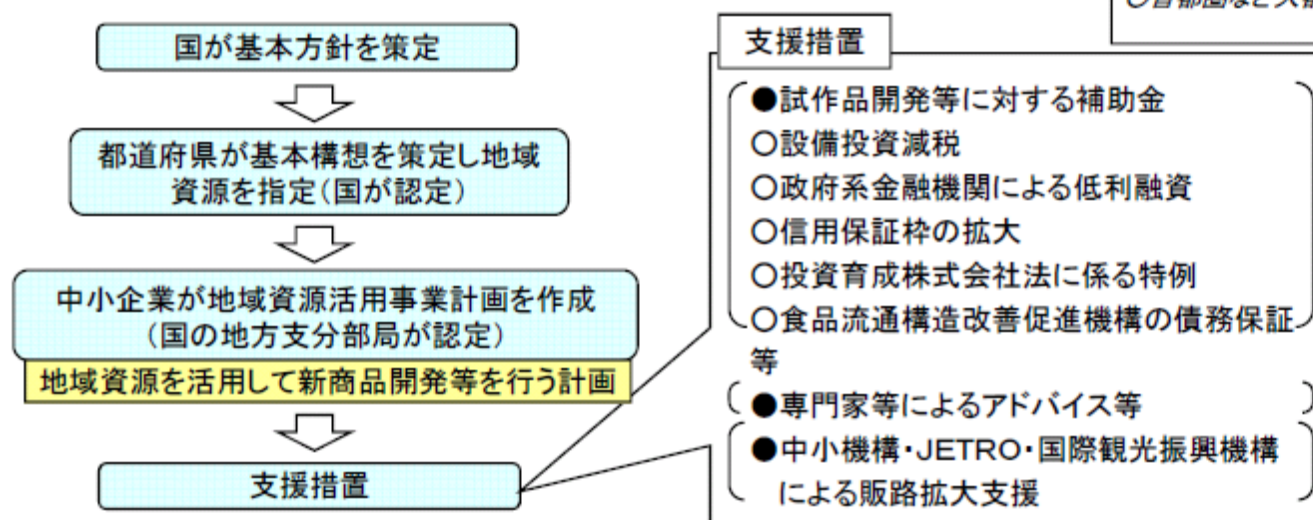 国が基本方針を策定
都道府県が基本構想を策定し地域
資源を指定(国が認定)
中小企業が地域資源活用事業計画を作成
(国の地方支分部局が認定)
地域資源を活用して新商品開発等を行う計画
支援措置
支援措置
●試作品開発等に対する補助金
○設備投資減税
○政府系金融機関による低利融資
○信用保証枠の拡大
○投資育成株式会社法に係る特例
○食品流通構造改善促進機構の債務保証
等
●専門家等によるアドバイス等
●中小機構・JETRO・国際観光振興機構
による販路拡大支援